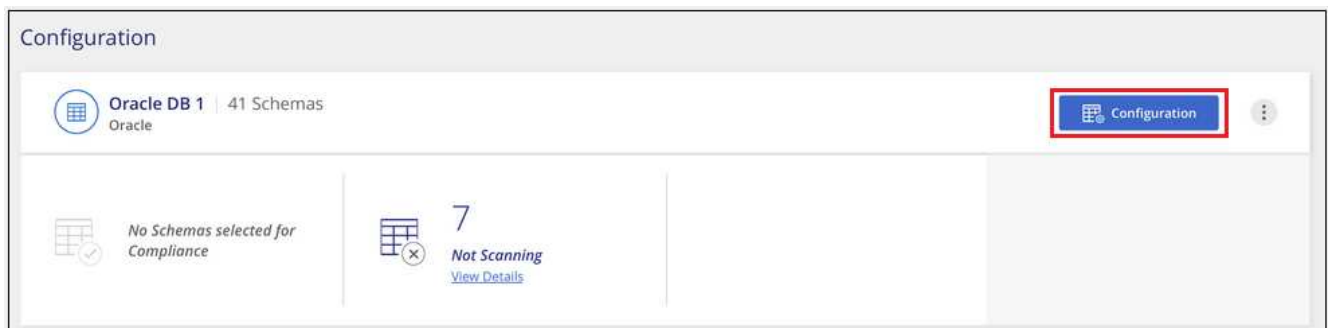 Configuration
Oracle DB 1 | 41 Schemas
Oracle
Configuration
No Schemas selected for
Compliance
7
Not Scanning
View Details